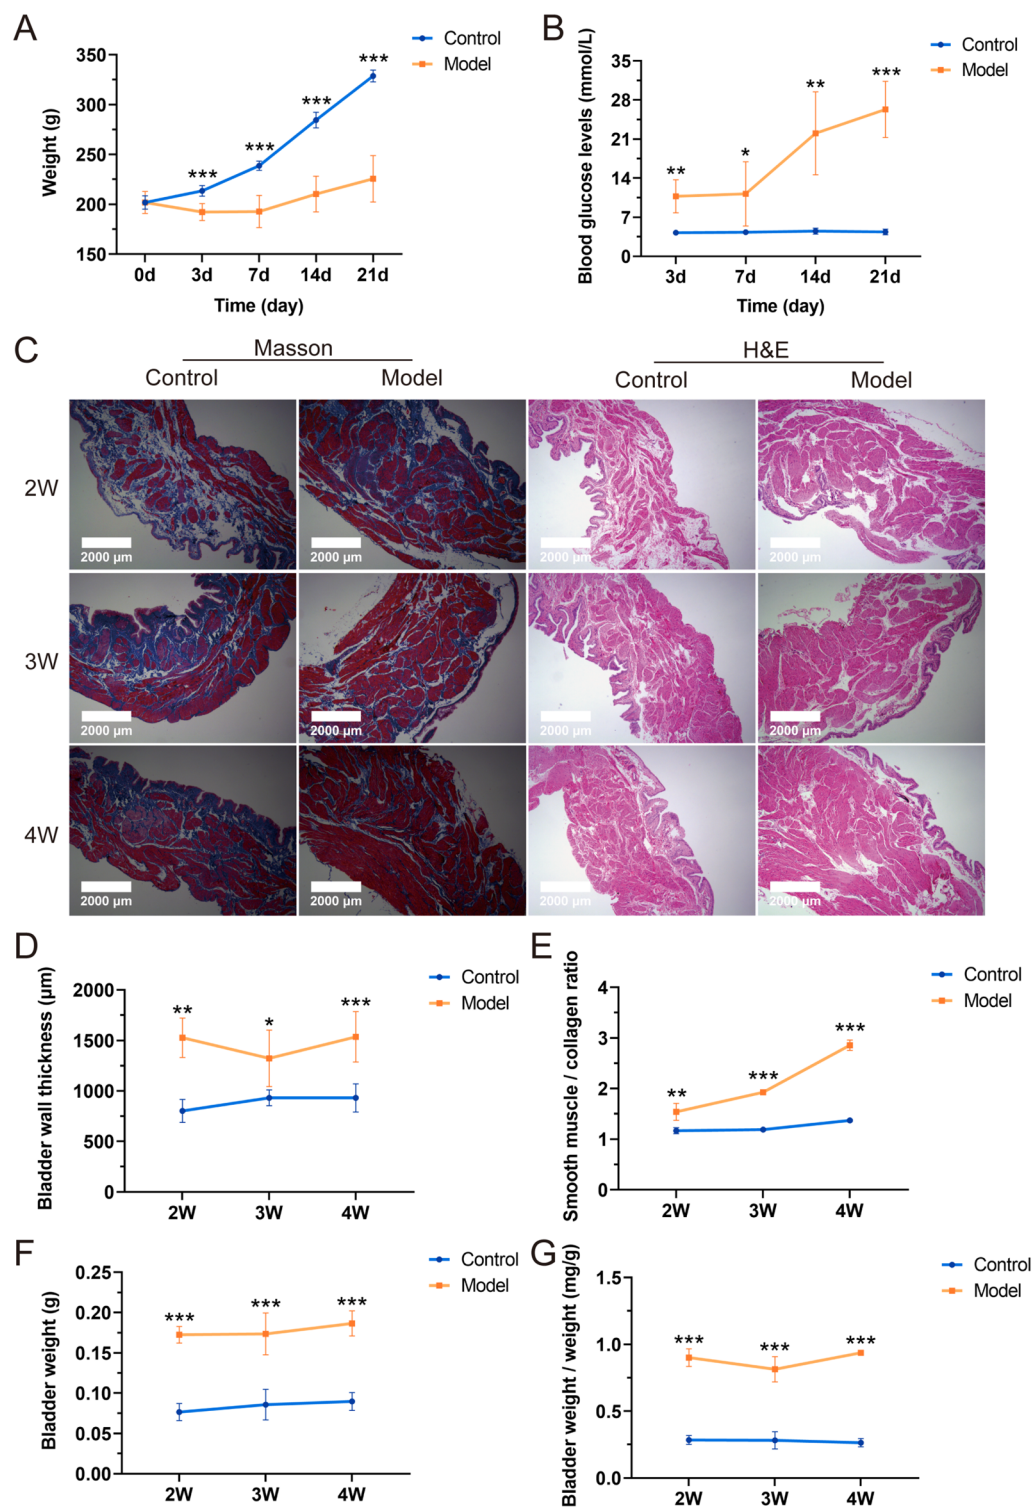 A
Control
Model
350
300
250
200
150
Weight (g)
***
***
***
***
0d 3d 7d 14d 21d
Time (day)
B
Control
Model
35
28
21
14
7
0
Blood glucose levels (mmol/L)
**
*
**
***
3d 7d 14d 21d
Time (day)
C
Masson
H&E
Control Model Control Model
2W
2000 µm 2000 µm 2000 µm 2000 µm
3W
2000 µm 2000 µm 2000 µm 2000 µm
4W
2000 µm 2000 µm 2000 µm 2000 µm
D
Control
Model
2000
1500
1000
500
0
Bladder wall thickness (µm)
**
*
***
2W 3W 4W
E
Control
Model
4
3
2
1
0
Smooth muscle / collagen ratio
**
***
***
2W 3W 4W
F
Control
Model
0.25
0.20
0.15
0.10
0.05
0.00
Bladder weight (g)
***
***
***
2W 3W 4W
G
Control
Model
1.5
1.0
0.5
0.0
Bladder weight / weight (mg/g)
***
***
***
2W 3W 4W